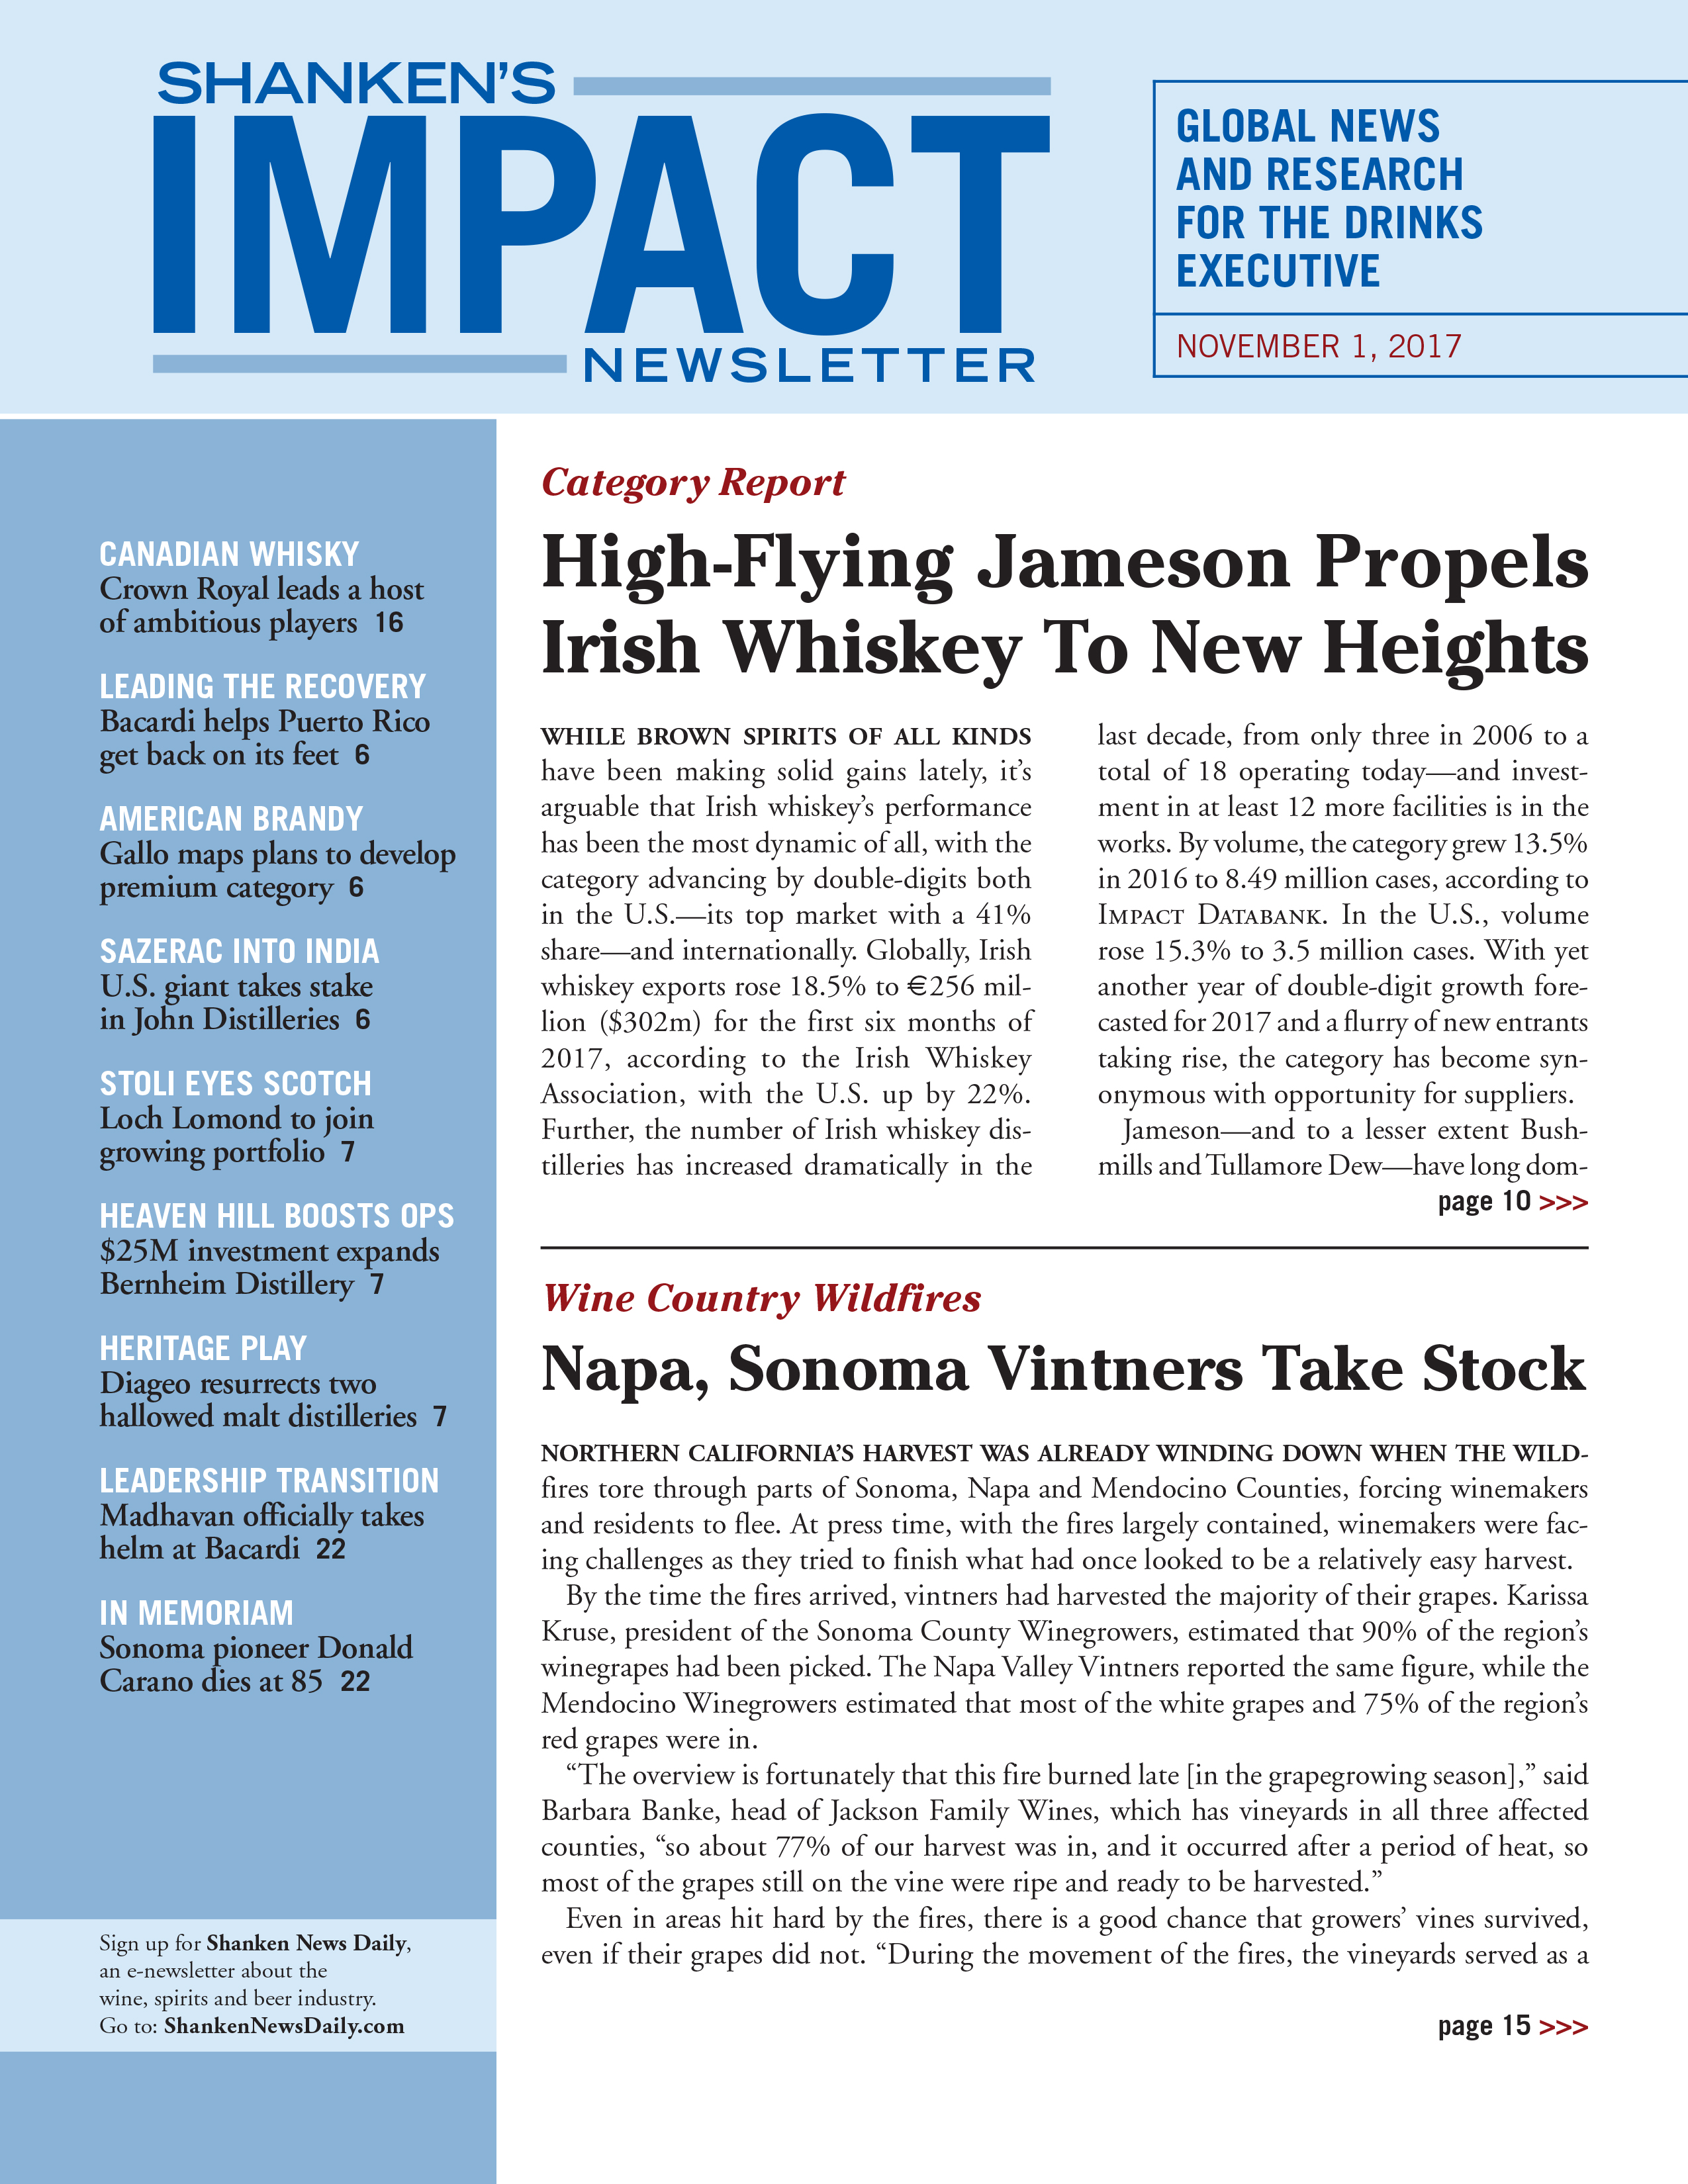 SHANKEN'S
IMPACT
NEWSLETTER
GLOBAL NEWS
AND RESEARCH
FOR THE DRINKS
EXECUTIVE
NOVEMBER 1, 2017
CANADIAN WHISKY
Crown Royal leads a host
of ambitious players 16
LEADING THE RECOVERY
Bacardi helps Puerto Rico
get back on its feet 6
AMERICAN BRANDY
Gallo maps plans to develop
premium category 6
SAZERAC INTO INDIA
U.S. giant takes stake
in John Distilleries 6
STOLI EYES SCOTCH
Loch Lomond to join
growing portfolio 7
HEAVEN HILL BOOSTS OPS
$25M investment expands
Bernheim Distillery 7
HERITAGE PLAY
Diageo resurrects two
hallowed malt distilleries 7
LEADERSHIP TRANSITION
Madhavan officially takes
helm at Bacardi 22
IN MEMORIAM
Sonoma pioneer Donald
Carano dies at 85 22
Sign up for Shanken News Daily,
an e-newsletter about the
wine, spirits and beer industry.
Go to: ShankenNewsDaily.com
Category Report
High-Flying Jameson Propels
Irish Whiskey To New Heights
WHILE BROWN SPIRITS OF ALL KINDS
have been making solid gains lately, it's
arguable that Irish whiskey's performance
has been the most dynamic of all, with the
category advancing by double-digits both
in the U.S.—its top market with a 41%
share—and internationally. Globally, Irish
whiskey exports rose 18.5% to €256 mil-
lion ($302m) for the first six months of
2017, according to the Irish Whiskey
Association, with the U.S. up by 22%.
Further, the number of Irish whiskey dis-
tilleries has increased dramatically in the
last decade, from only three in 2006 to a
total of 18 operating today—and invest-
ment in at least 12 more facilities is in the
works. By volume, the category grew 13.5%
in 2016 to 8.49 million cases, according to
IMPACT DATABANK. In the U.S., volume
rose 15.3% to 3.5 million cases. With yet
another year of double-digit growth fore-
casted for 2017 and a flurry of new entrants
taking rise, the category has become syn-
onymous with opportunity for suppliers.
Jameson—and to a lesser extent Bush-
mills and Tullamore Dew—have long dom-
page 10 >>>
Wine Country Wildfires
Napa, Sonoma Vintners Take Stock
NORTHERN CALIFORNIA'S HARVEST WAS ALREADY WINDING DOWN WHEN THE WILD-
fires tore through parts of Sonoma, Napa and Mendocino Counties, forcing winemakers
and residents to flee. At press time, with the fires largely contained, winemakers were fac-
ing challenges as they tried to finish what had once looked to be a relatively easy harvest.
By the time the fires arrived, vintners had harvested the majority of their grapes. Karissa
Kruse, president of the Sonoma County Winegrowers, estimated that 90% of the region's
winegrapes had been picked. The Napa Valley Vintners reported the same figure, while the
Mendocino Winegrowers estimated that most of the white grapes and 75% of the region's
red grapes were in.
“The overview is fortunately that this fire burned late [in the grapegrowing season],” said
Barbara Banke, head of Jackson Family Wines, which has vineyards in all three affected
counties, “so about 77% of our harvest was in, and it occurred after a period of heat, so
most of the grapes still on the vine were ripe and ready to be harvested.”
Even in areas hit hard by the fires, there is a good chance that growers' vines survived,
even if their grapes did not. “During the movement of the fires, the vineyards served as a
page 15 >>>